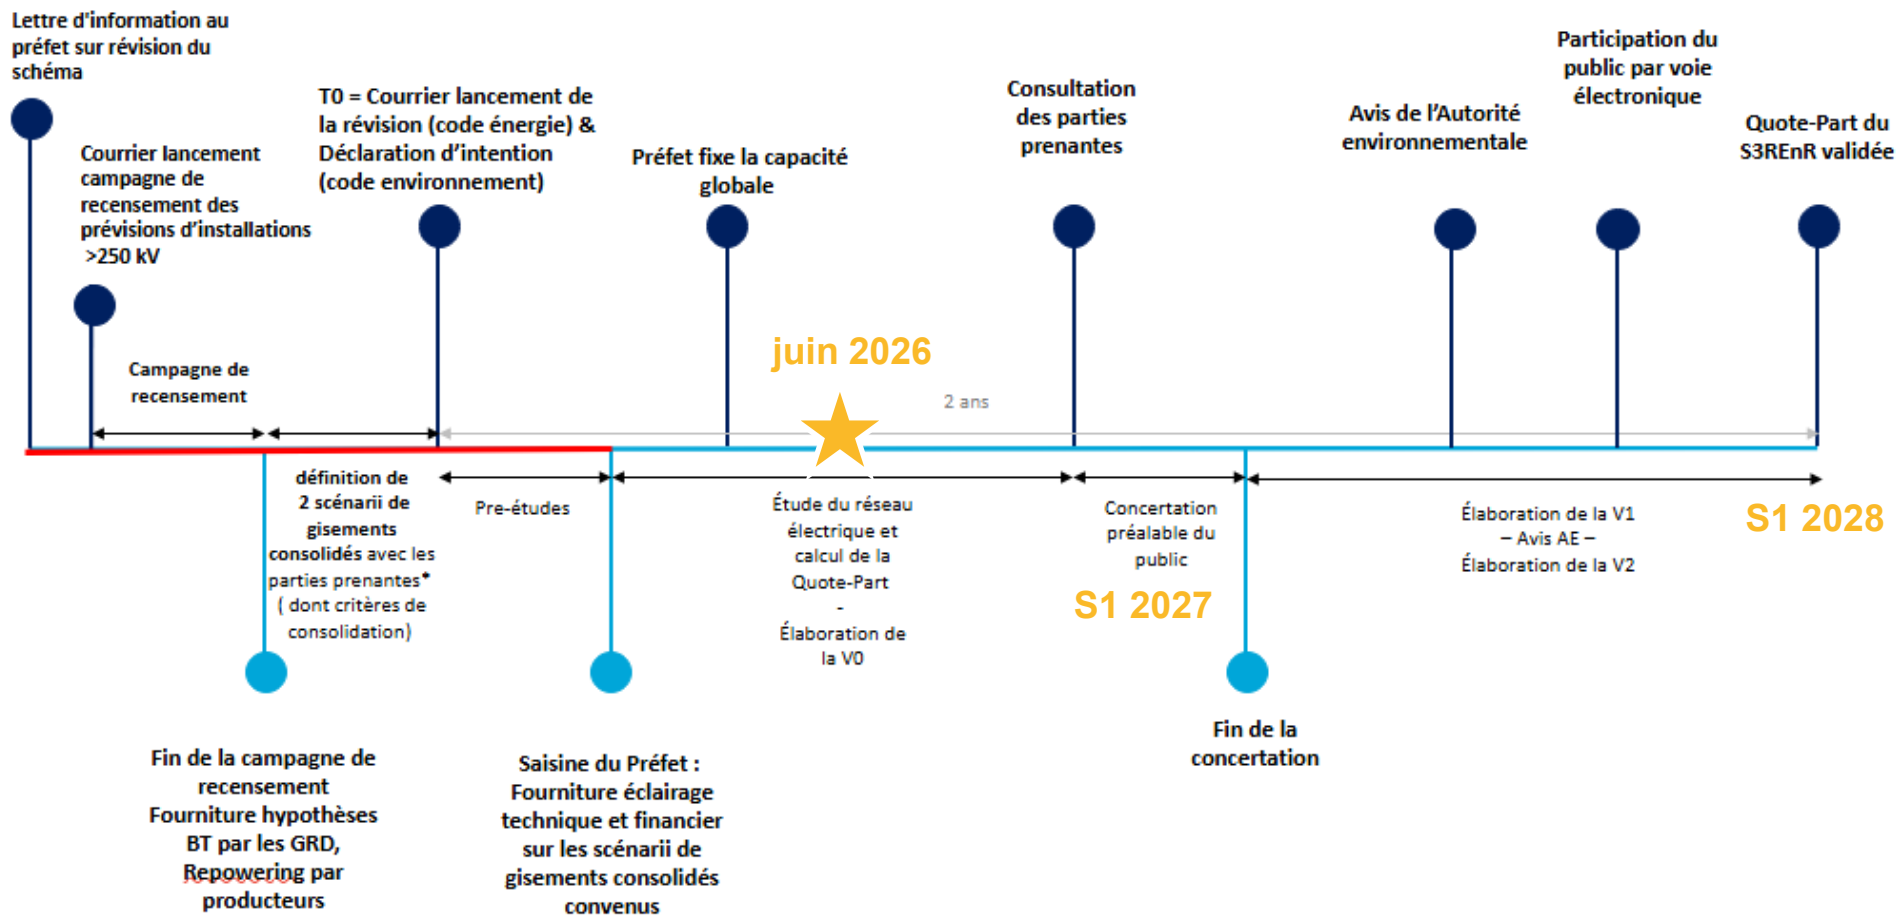 Lettre d'information au
préfet sur révision du
schéma
Courrier lancement
campagne de
recensement des
prévisions d'installations
>250 kV
T0 = Courrier lancement de
la révision (code énergie) &
Déclaration d'intention
(code environnement)
Préfet fixe la capacité
globale
Consultation
des parties
prenantes
Avis de l'Autorité
environnementale
Participation du
public par voie
électronique
Quote-Part du
S3REnR validée
juin 2026
2 ans
Campagne de
recensement
définition de
2 scénarii de
gisements
consolidés avec les
parties prenantes*
( dont critères de
consolidation)
Pre-études
Étude du réseau
électrique et
calcul de la
Quote-Part
-
Élaboration de
la V0
Concertation
préalable du
public
S1 2027
Élaboration de la V1
– Avis AE –
Élaboration de la V2
S1 2028
Fin de la campagne de
recensement
Fourniture hypothèses
BT par les GRD,
Repowering par
producteurs
Saisine du Préfet :
Fourniture éclairage
technique et financier
sur les scénarii de
gisements consolidés
convenus
Fin de la
concertation